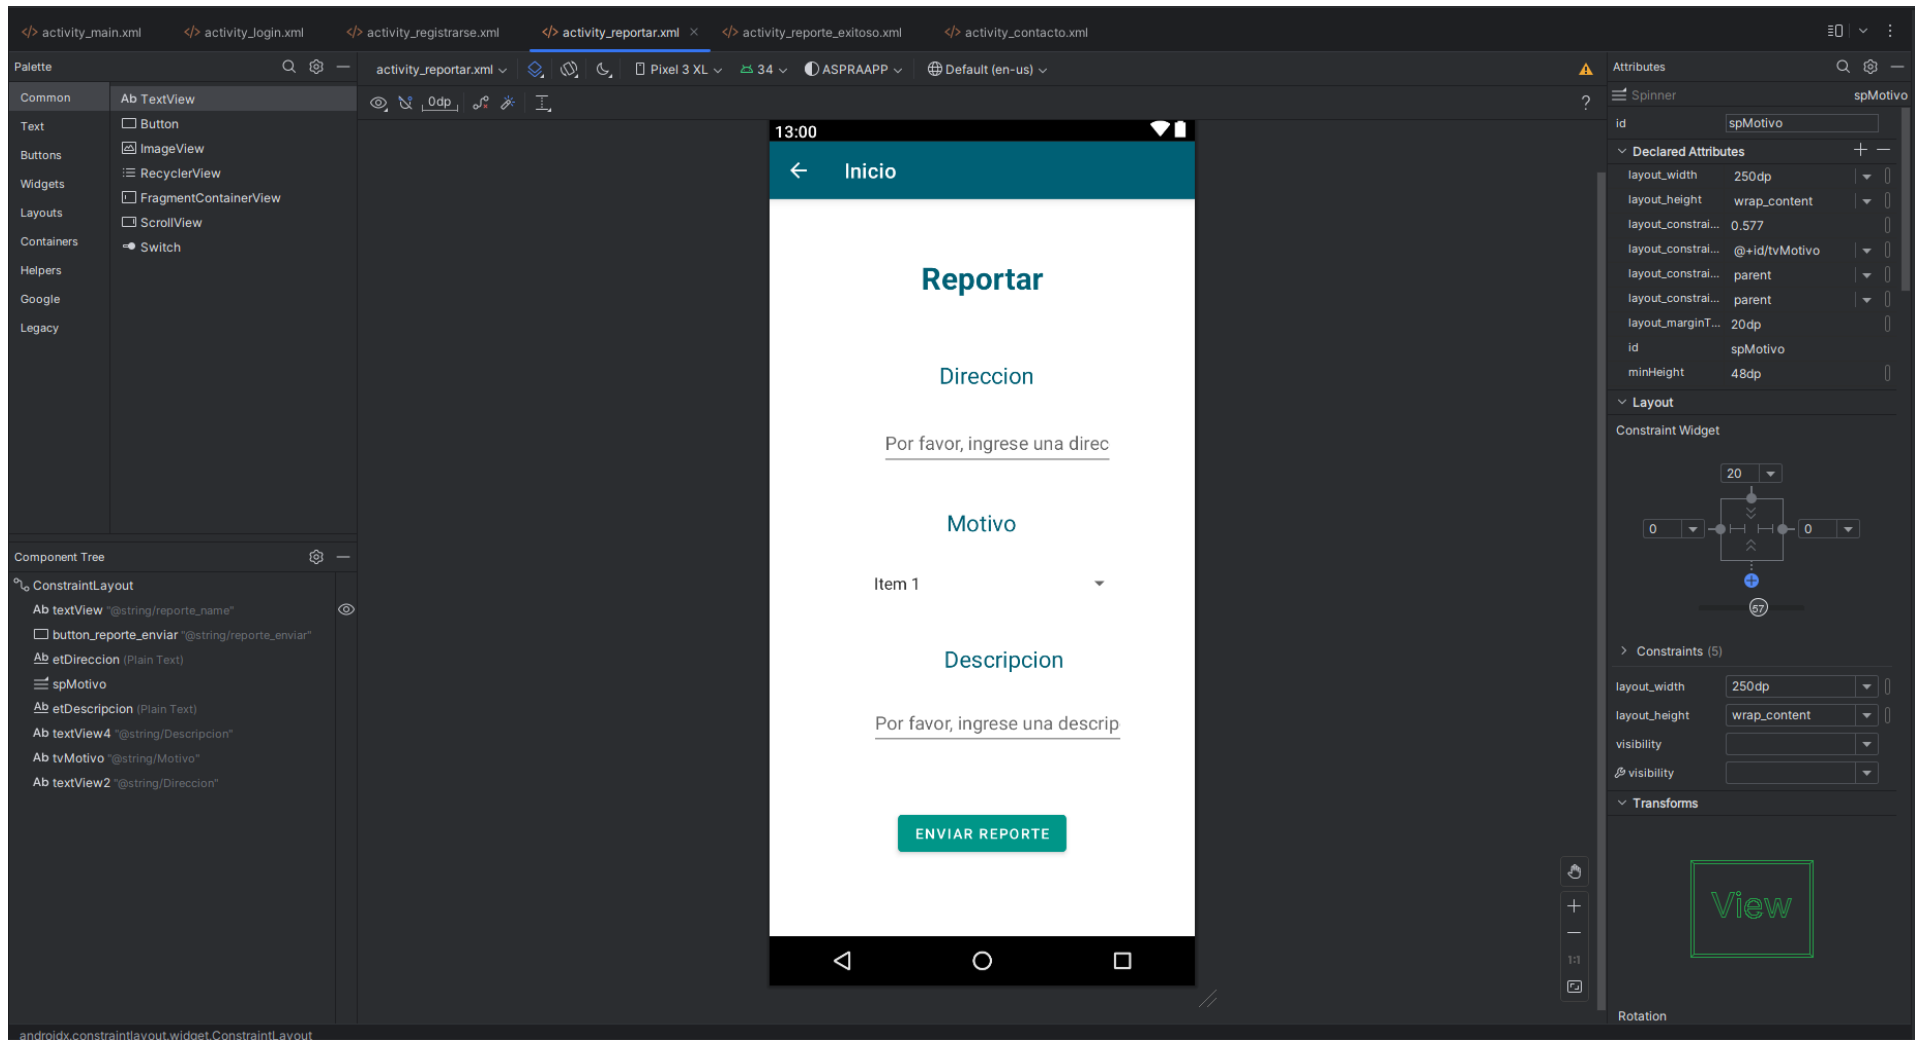 activity_main.xml activity_login.xml activity_registrarse.xml activity_reportar.xml activity_reporte_exitoso.xml activity_contacto.xml
Palette
Common
Text
Buttons
Widgets
Layouts
Containers
Helpers
Google
Legacy
Ab TextView
Button
ImageView
RecyclerView
FragmentContainerView
ScrollView
Switch
Component Tree
ConstraintLayout
Ab textView "@string/reporte_name"
button_reporte_enviar "@string/reporte_enviar"
Ab etDireccion (Plain Text)
spMotivo
Ab etDescripcion (Plain Text)
Ab textView4 "@string/Descripcion"
Ab tvMotivo "@string/Motivo"
Ab textView2 "@string/Direccion"
androidx.constraintlayout.widget.ConstraintLayout
activity_reportar.xml Pixel 3 XL 34 ASPRAAPP Default (en-us)
0dp ?
13:00
Inicio
Reportar
Direccion
Por favor, ingrese una direc
Motivo
Item 1
Descripcion
Por favor, ingrese una descrip
ENVIAR REPORTE
1:1
Attributes
Spinner spMotivo
id spMotivo
Declared Attributes
layout_width 250dp
layout_height wrap_content
layout_constrai... 0.577
layout_constrai... @+id/tvMotivo
layout_constrai... parent
layout_constrai... parent
layout_marginT... 20dp
id spMotivo
minHeight 48dp
Layout
Constraint Widget
20
0 0
57
Constraints (5)
layout_width 250dp
layout_height wrap_content
visibility
visibility
Transforms
View
Rotation